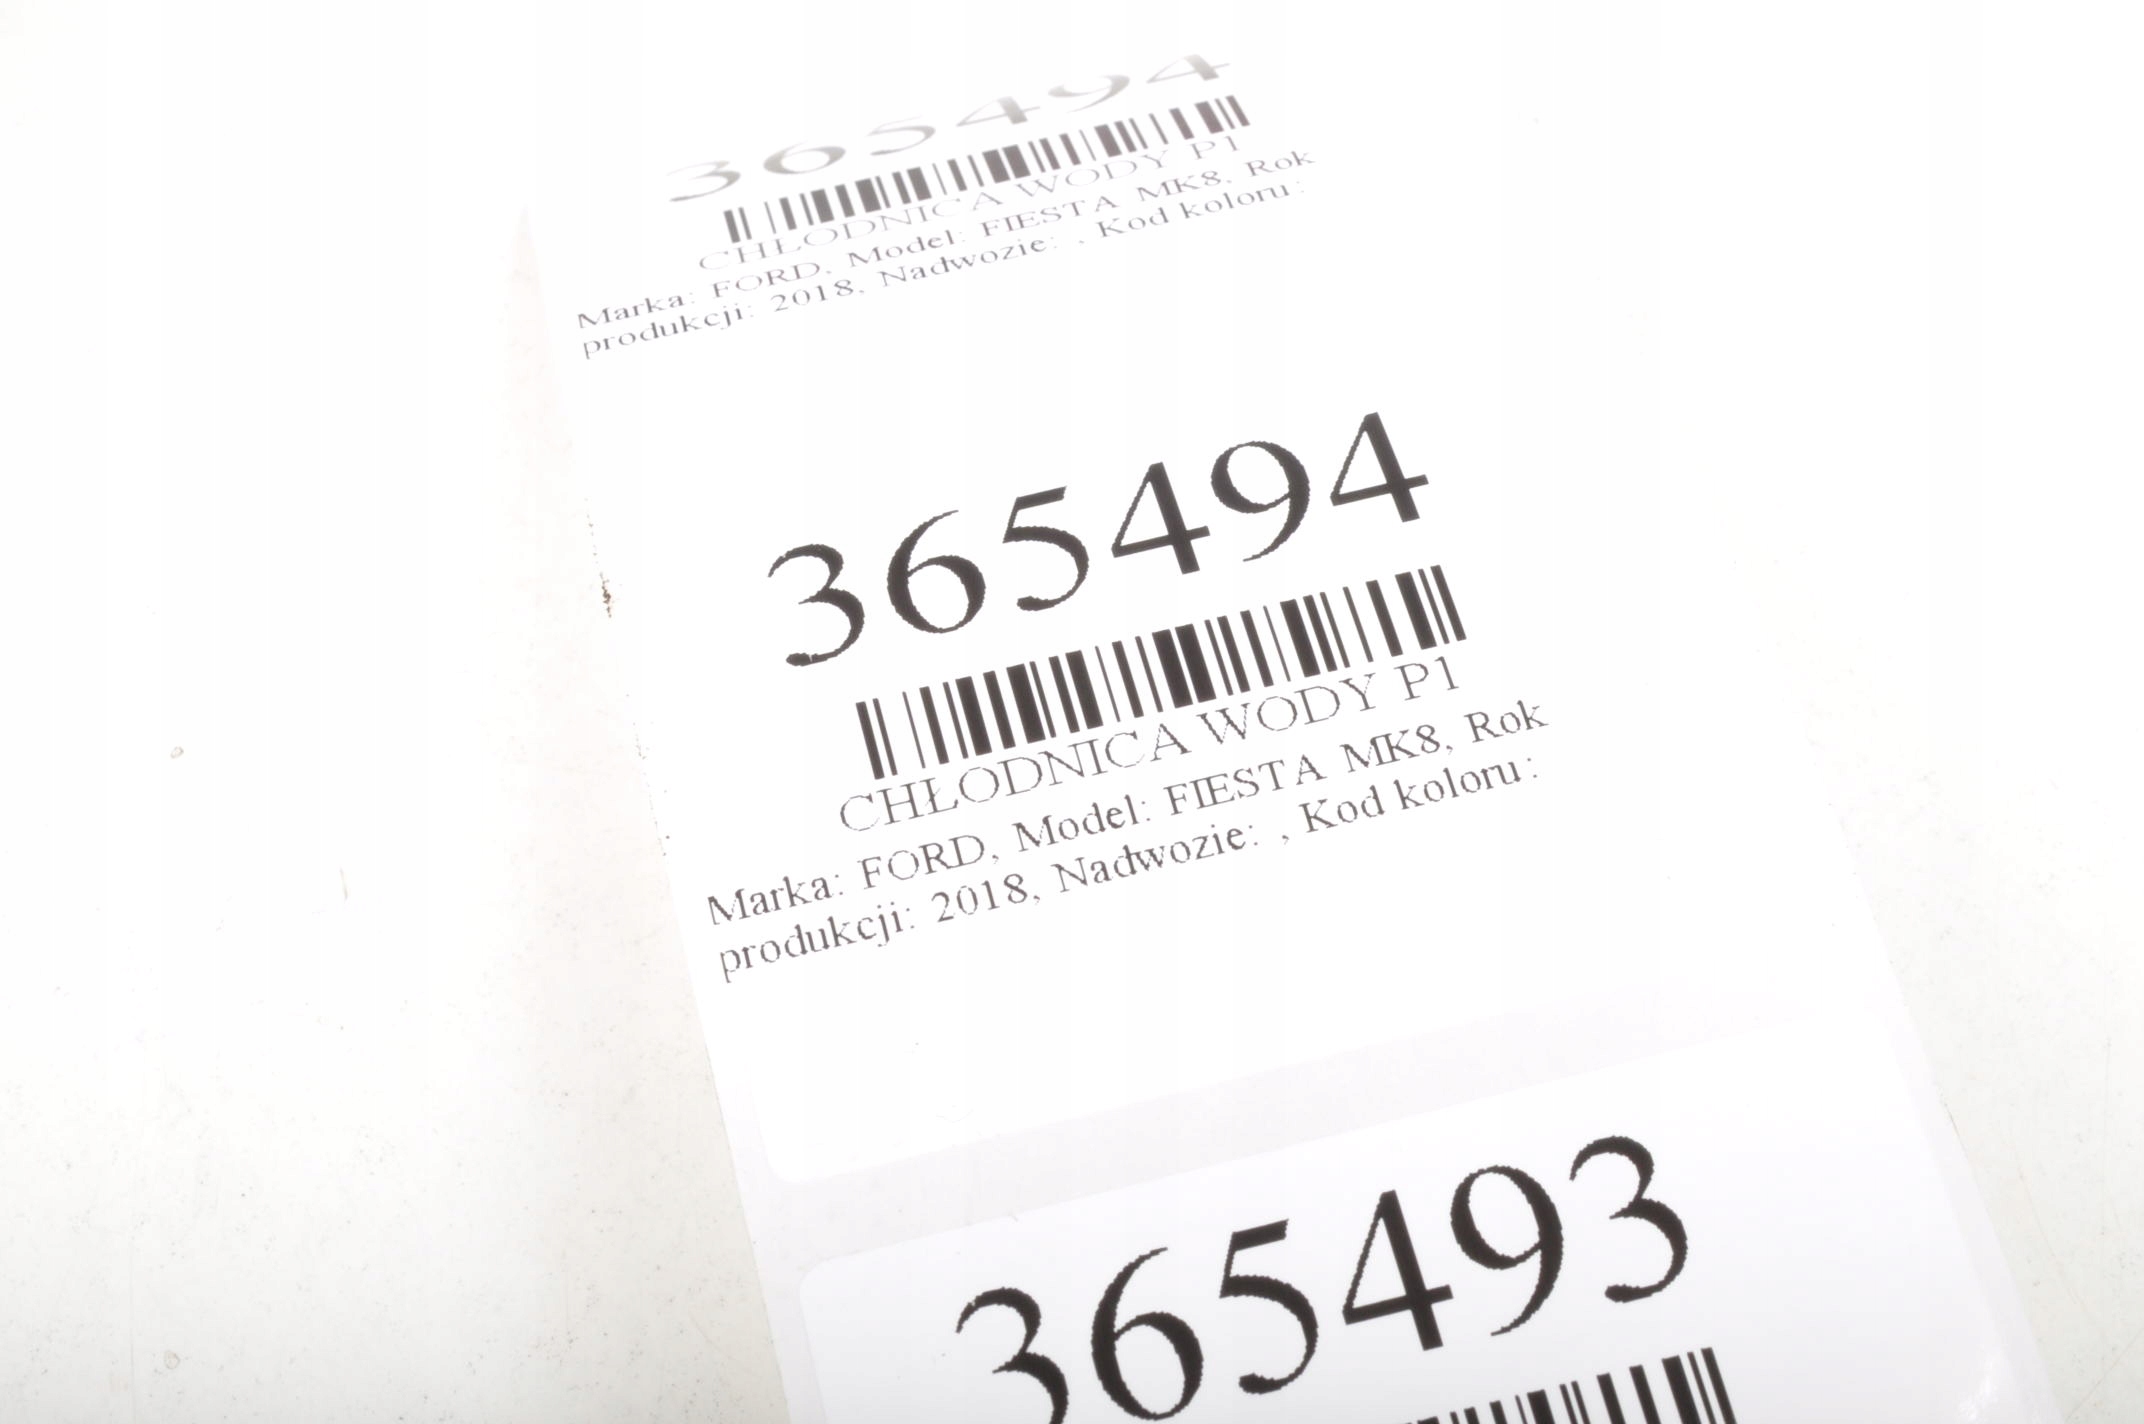 365494
CHŁODNICA WODY P1
Marka: FORD, Model: FIESTA MK8, Rok
produkcji: 2018, Nadwozie: , Kod koloru:
365494
CHŁODNICA WODY P1
Marka: FORD, Model: FIESTA MK8, Rok
produkcji: 2018, Nadwozie: , Kod koloru:
365493